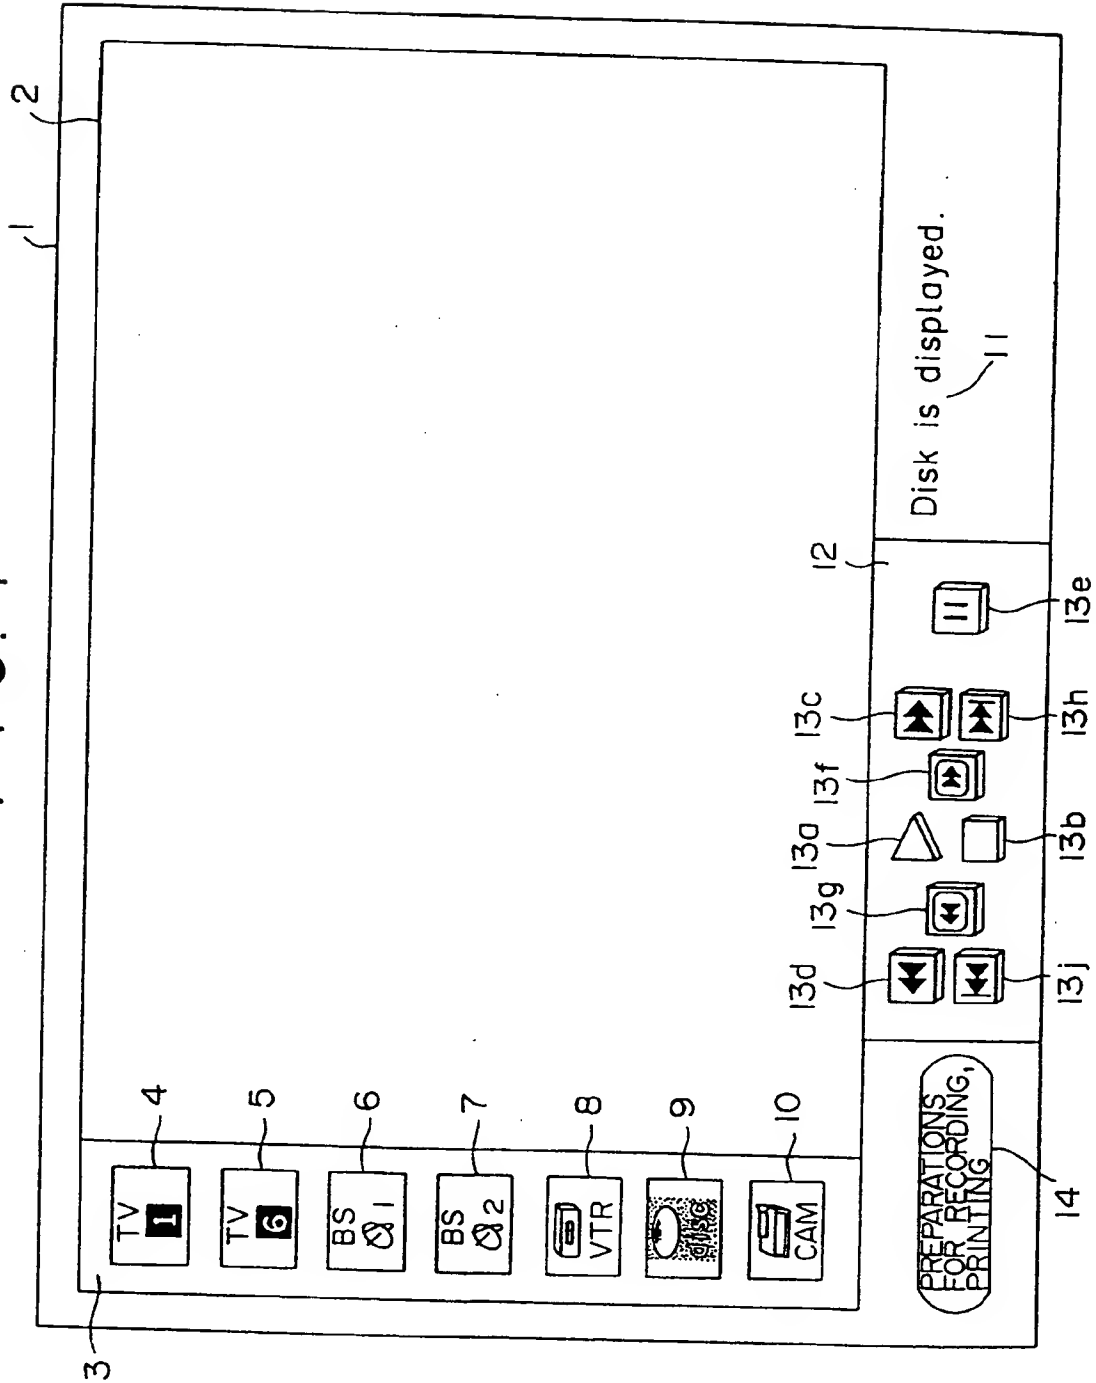 3
1
2
TV
1
4
TV
6
5
BS
1
6
BS
2
7
VTR
8
disc
9
CAM
10
13d
13g
13a
13f
13c
12
Disk is displayed.
11
PREPARATIONS
FOR RECORDING,
PRINTING
14
13j
13b
13h
13e